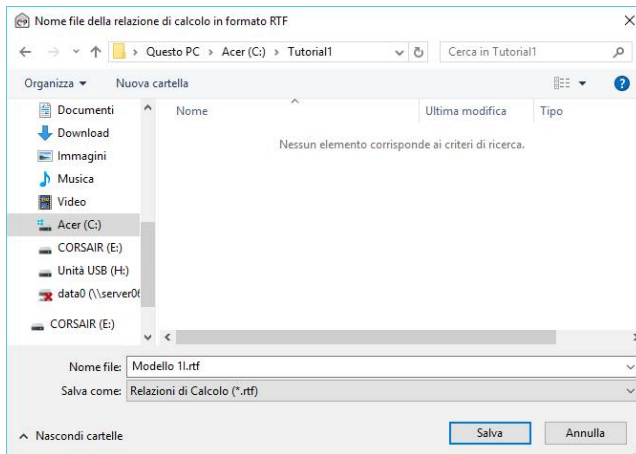 Nome file della relazione di calcolo in formato RTF
Questo PC > Acer (C:) > Tutorial1
Cerca in Tutorial1
Organizza
Nuova cartella
Nome
Ultima modifica
Tipo
Nessun elemento corrisponde ai criteri di ricerca.
Documenti
Download
Immagini
Musica
Video
Acer (C:)
CORSAIR (E:)
Unità USB (H:)
data0 (\\server06
CORSAIR (E:)
Nome file: Modello 1I.rtf
Salva come: Relazioni di Calcolo (*.rtf)
Nascondi cartelle
Salva
Annulla